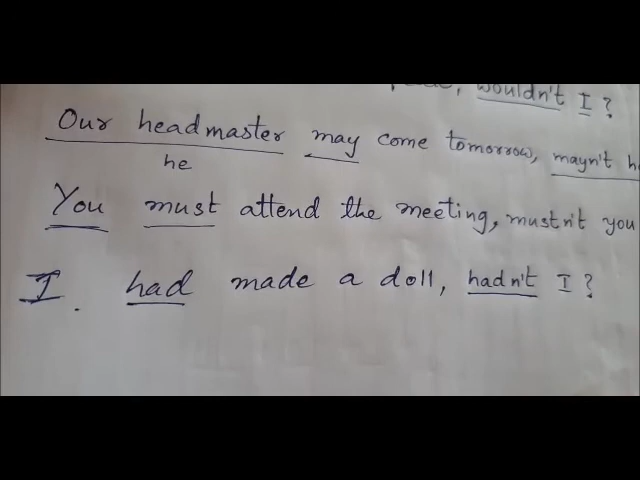 wouldn't I?
Our headmaster may come tomorrow, mayn't
he
You must attend the meeting, mustn't you
I. had made a doll, hadn't I?